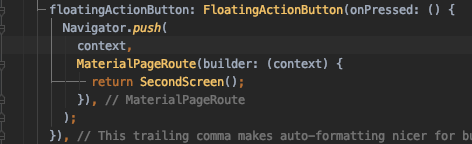 floatingActionButton: FloatingActionButton(onPressed: () {
Navigator.push(
context,
MaterialPageRoute(builder: (context) {
return SecondScreen();
}), // MaterialPageRoute
);
}), // This trailing comma makes auto-formatting nicer for